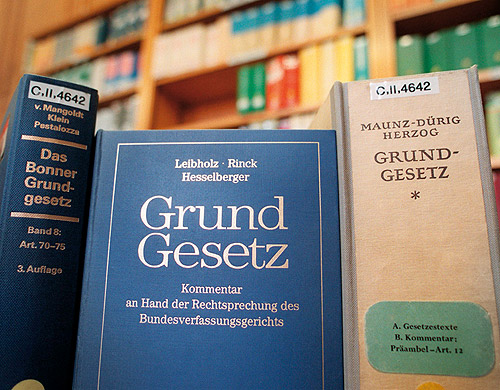 C.II.4642
v. Mangoldt
Klein
Pestalozza
Das
Bonner
Grund-
gesetz
Band 8:
Art. 70–75
3. Auflage
Leibholz · Rinck
Hesselberger
Grund
Gesetz
Kommentar
an Hand der Rechtsprechung des
Bundesverfassungsgerichts
C.II.4642
MAUNZ-DÜRIG
HERZOG
GRUND-
GESETZ
*
A. Gesetzestexte
B. Kommentar:
Präambel – Art. 12